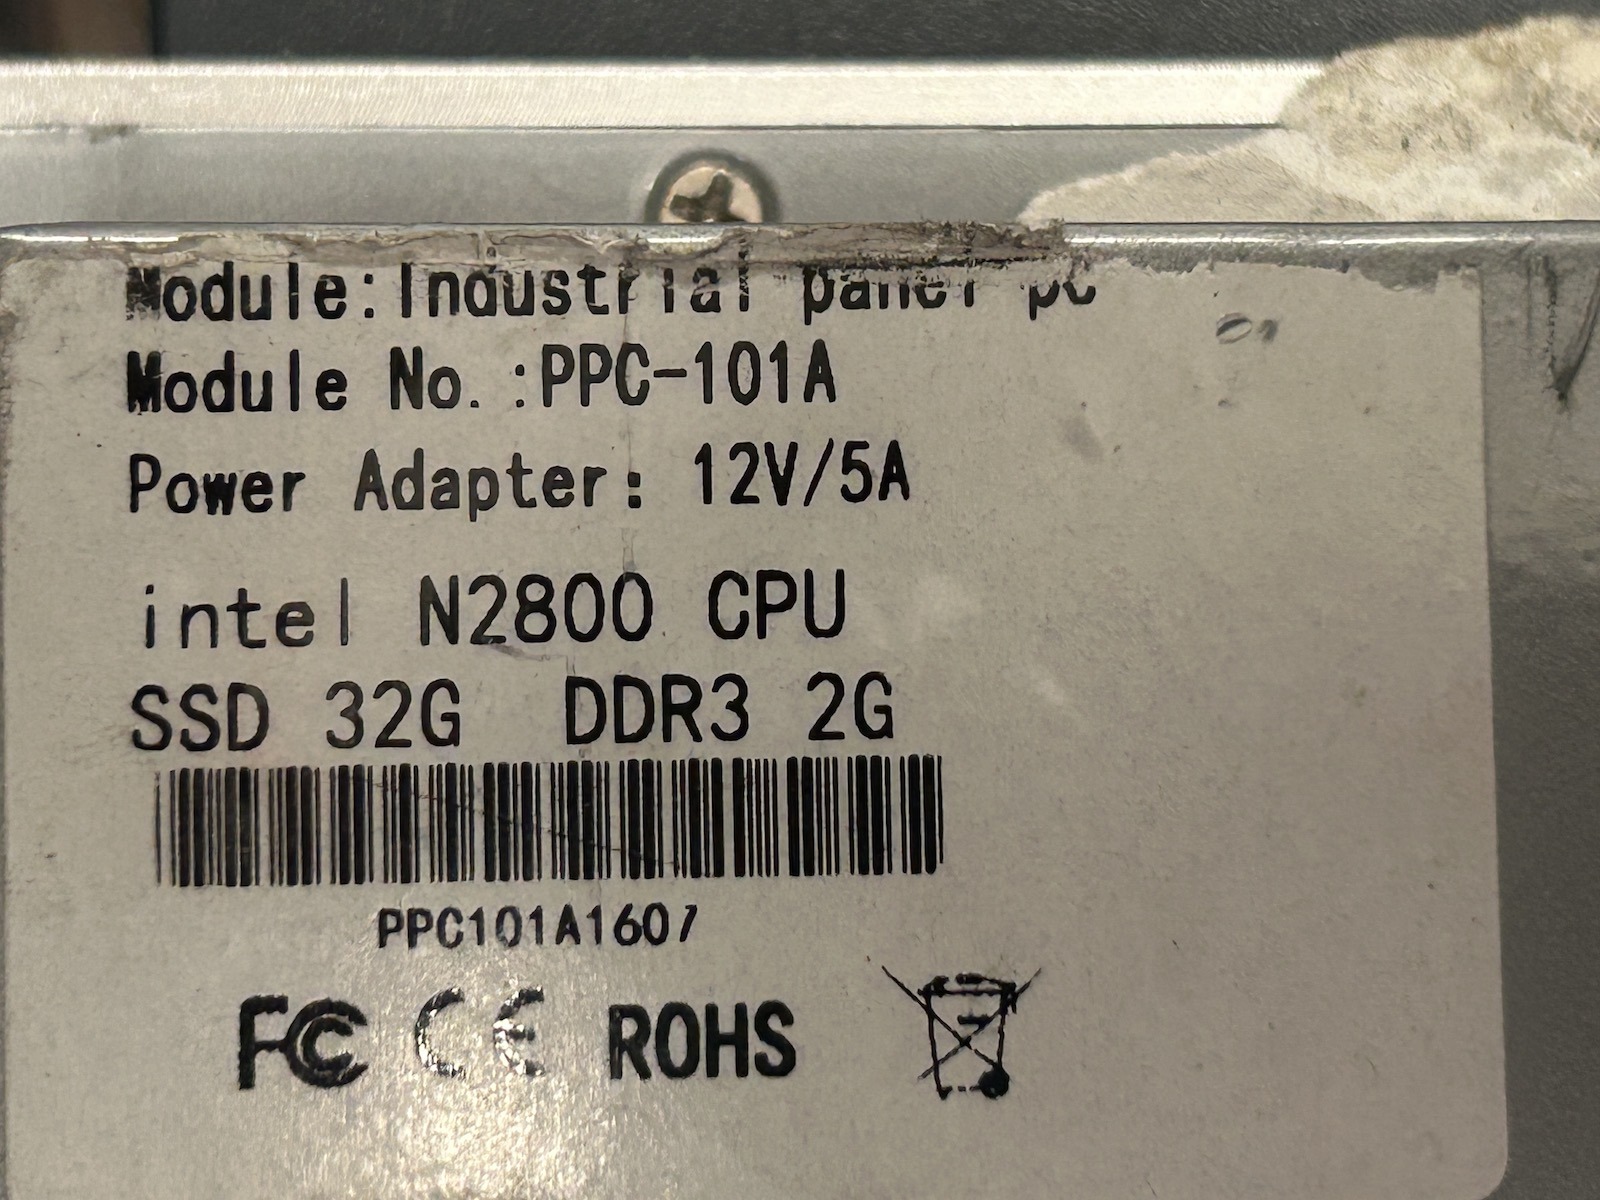 Module:Industrial panel pc
Module No.:PPC-101A
Power Adapter: 12V/5A
intel N2800 CPU
SSD 32G DDR3 2G
PPC101A1607
FC CE ROHS